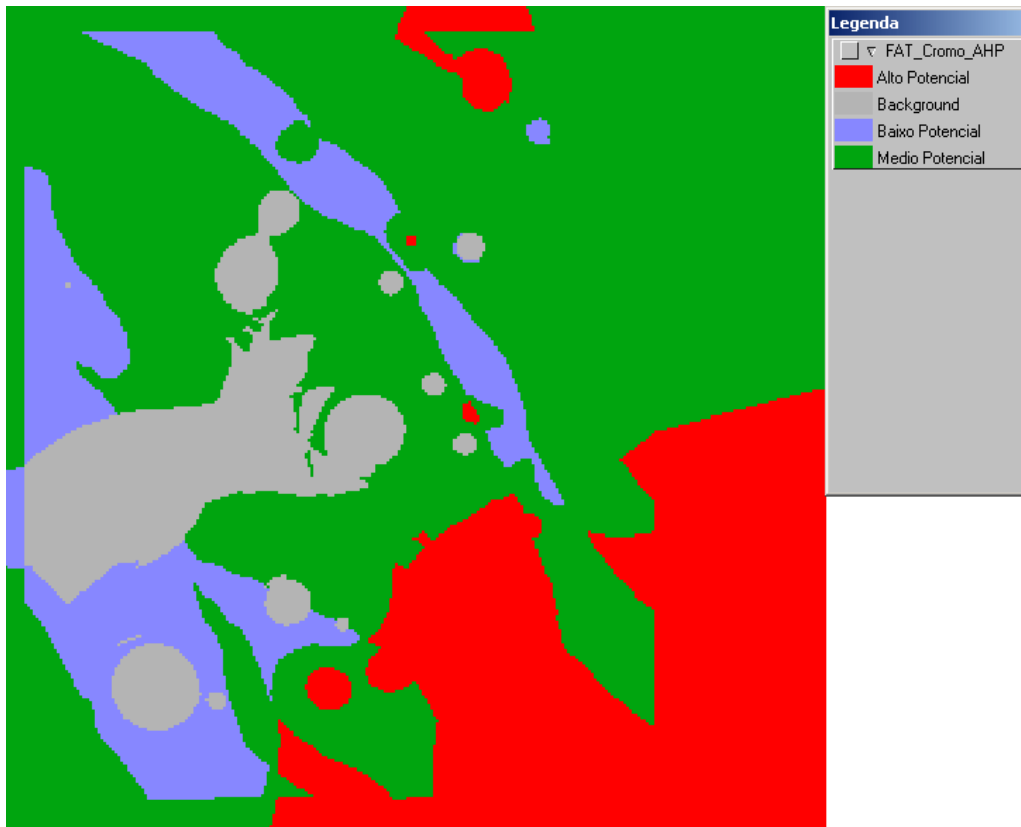 Legenda
FAT_Cromo_AHP
Alto Potencial
Background
Baixo Potencial
Medio Potencial